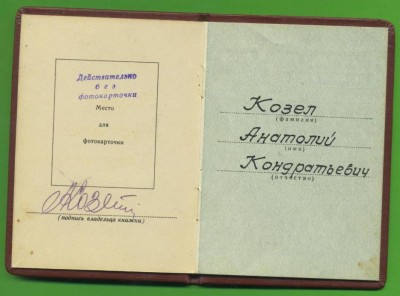 Действительно
без
фотокарточки
Место
для
фотокарточки
(подпись владельца книжки)
Козел
(фамилия)
Анатолий
(имя)
Кондратьевич
(отчество)